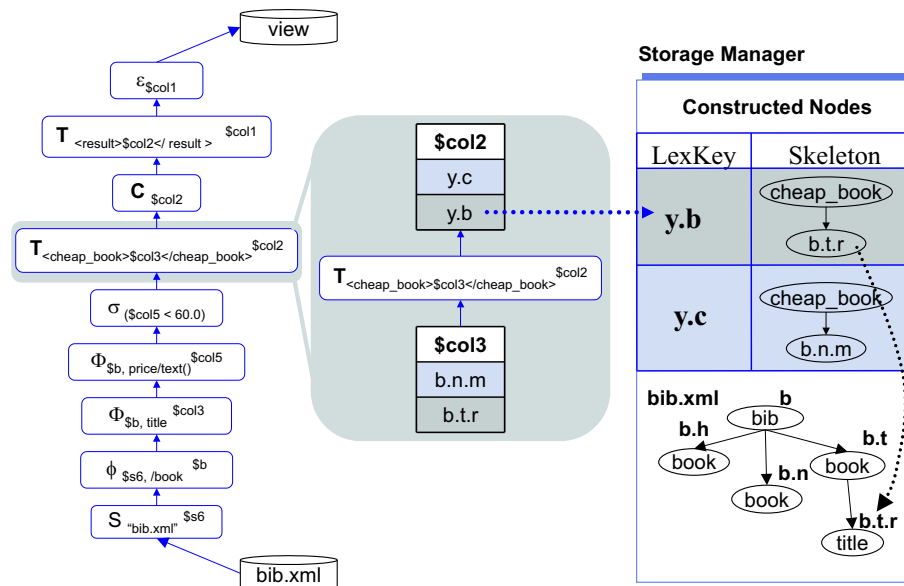 view
ε$col1
T <result>$col2</ result > $col1
C $col2
T<cheap_book>$col3</cheap_book> $col2
σ ($col5 < 60.0)
Φ$b, price/text() $col5
Φ$b, title $col3
ϕ $s6, /book $b
S "bib.xml" $s6
bib.xml
$col2
y.c
y.b
T<cheap_book>$col3</cheap_book> $col2
$col3
b.n.m
b.t.r
Storage Manager
Constructed Nodes
LexKey Skeleton
y.b
cheap_book
b.t.r
y.c
cheap_book
b.n.m
bib.xml
b
bib
b.h
book
b.n
book
b.t
book
b.t.r
title